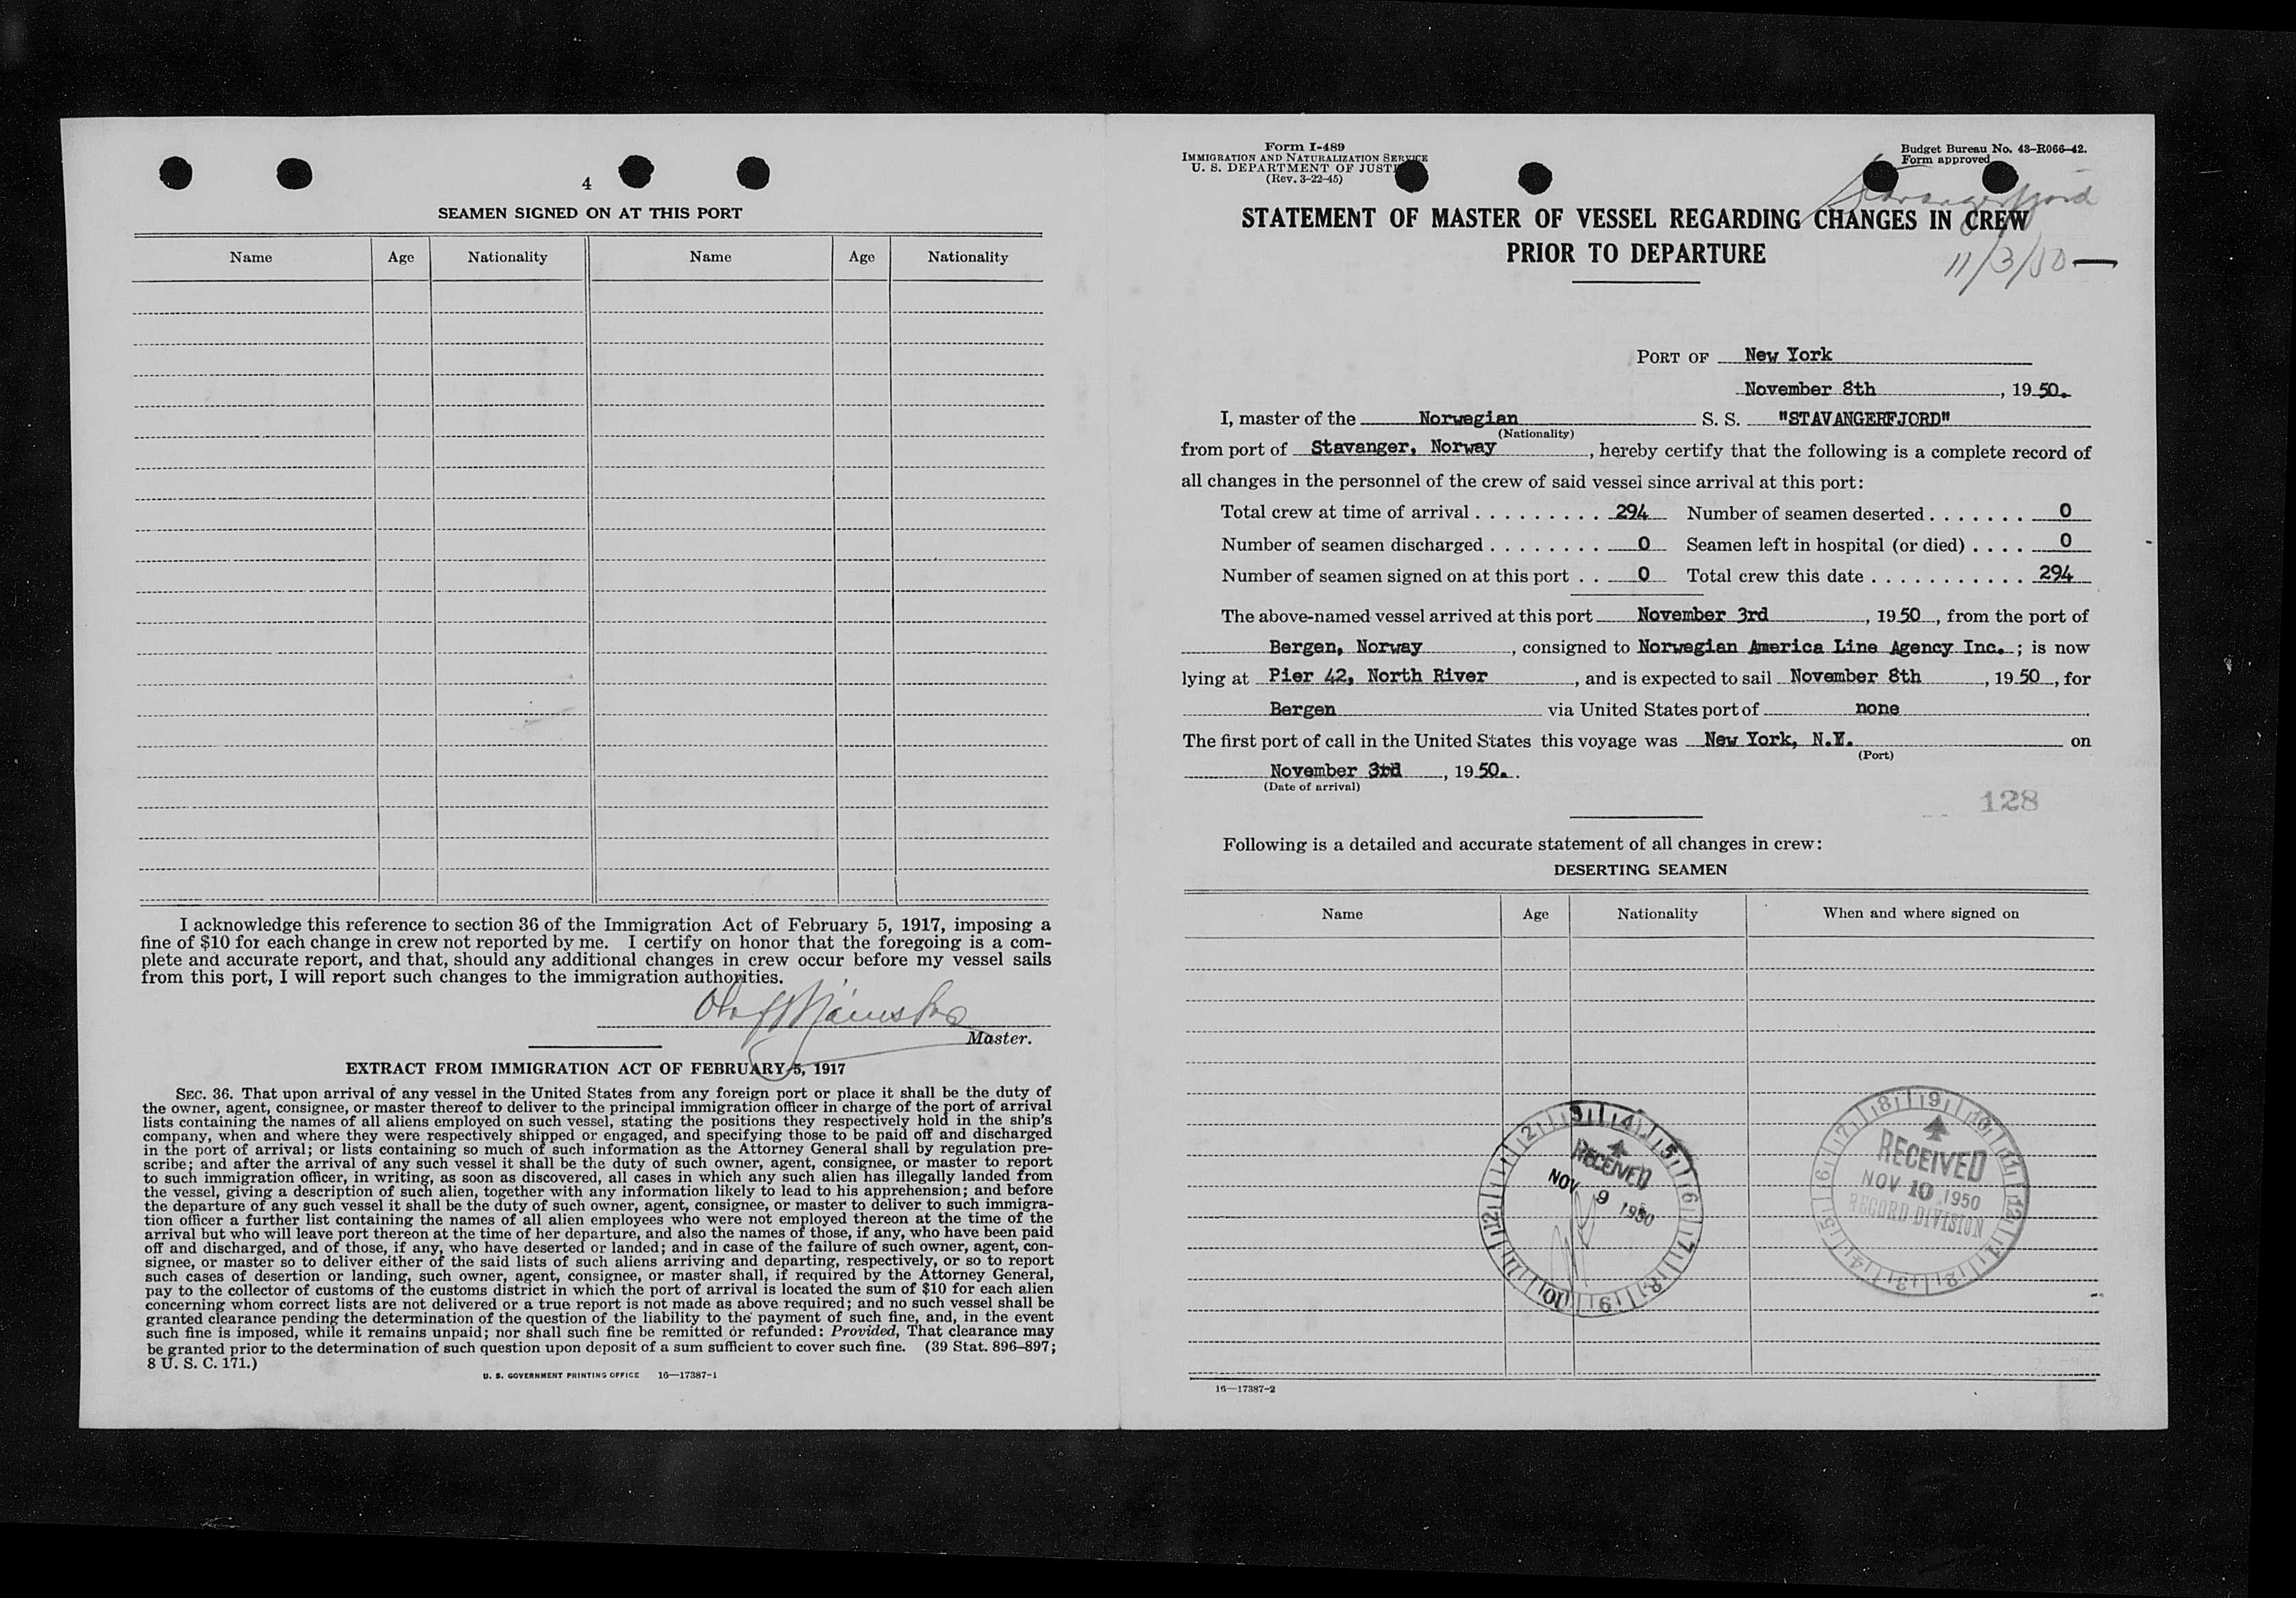 4
SEAMEN SIGNED ON AT THIS PORT
Name Age Nationality Name Age Nationality
I acknowledge this reference to section 36 of the Immigration Act of February 5, 1917, imposing a
fine of $10 for each change in crew not reported by me. I certify on honor that the foregoing is a com-
plete and accurate report, and that, should any additional changes in crew occur before my vessel sails
from this port, I will report such changes to the immigration authorities.
Olaf
Master.
EXTRACT FROM IMMIGRATION ACT OF FEBRUARY 5, 1917
SEC. 36. That upon arrival of any vessel in the United States from any foreign port or place it shall be the duty of
the owner, agent, consignee, or master thereof to deliver to the principal immigration officer in charge of the port of arrival
lists containing the names of all aliens employed on such vessel, stating the positions they respectively hold in the ship's
company, when and where they were respectively shipped or engaged, and specifying those to be paid off and discharged
in the port of arrival; or lists containing so much of such information as the Attorney General shall by regulation pre-
scribe; and after the arrival of any such vessel it shall be the duty of such owner, agent, consignee, or master to report
to such immigration officer, in writing, as soon as discovered, all cases in which any such alien has illegally landed from
the vessel, giving a description of such alien, together with any information likely to lead to his apprehension; and before
the departure of any such vessel it shall be the duty of such owner, agent, consignee, or master to deliver to such immigra-
tion officer a further list containing the names of all alien employees who were not employed thereon at the time of the
arrival but who will leave port thereon at the time of her departure, and also the names of those, if any, who have been paid
off and discharged, and of those, if any, who have deserted or landed; and in case of the failure of such owner, agent, con-
signee, or master so to deliver either of the said lists of such aliens arriving and departing, respectively, or so to report
such cases of desertion or landing, such owner, agent, consignee, or master shall, if required by the Attorney General,
pay to the collector of customs of the customs district in which the port of arrival is located the sum of $10 for each alien
concerning whom correct lists are not delivered or a true report is not made as above required; and no such vessel shall be
granted clearance pending the determination of the question of the liability to the payment of such fine, and, in the event
such fine is imposed, while it remains unpaid; nor shall such fine be remitted or refunded: Provided, That clearance may
be granted prior to the determination of such question upon deposit of a sum sufficient to cover such fine. (39 Stat. 896–897;
8 U. S. C. 171.)
U. S. GOVERNMENT PRINTING OFFICE 16—17387-1
Form I-489
IMMIGRATION AND NATURALIZATION SERVICE
U. S. DEPARTMENT OF JUSTI
(Rev. 3-22-45)
Budget Bureau No. 43-R066-42.
Form approved
Stavangerfjord
STATEMENT OF MASTER OF VESSEL REGARDING CHANGES IN CREW
PRIOR TO DEPARTURE
11/3/50—
PORT OF New York
November 8th, 1950.
I, master of the Norwegian S. S. "STAVANGERFJORD"
(Nationality)
from port of Stavanger, Norway, hereby certify that the following is a complete record of
all changes in the personnel of the crew of said vessel since arrival at this port:
Total crew at time of arrival . . . . . . . . . 294 Number of seamen deserted . . . . . . . 0
Number of seamen discharged . . . . . . . . 0 Seamen left in hospital (or died) . . . . 0
Number of seamen signed on at this port . . 0 Total crew this date . . . . . . . . . . . . 294
The above-named vessel arrived at this port November 3rd, 1950, from the port of
Bergen, Norway, consigned to Norwegian America Line Agency Inc.; is now
lying at Pier 42, North River, and is expected to sail November 8th, 1950, for
Bergen via United States port of none
The first port of call in the United States this voyage was New York, N.Y. on
(Port)
November 3rd, 1950..
(Date of arrival)
128
Following is a detailed and accurate statement of all changes in crew:
DESERTING SEAMEN
Name Age Nationality When and where signed on
3 4 5 6 7 8 9 10 11 12 1 2
RECEIVED
NOV 9 1950
8 9 10 11 12 1 2 3 4 5 6 7
RECEIVED
NOV 10 1950
RECORD DIVISION
16—17387-2